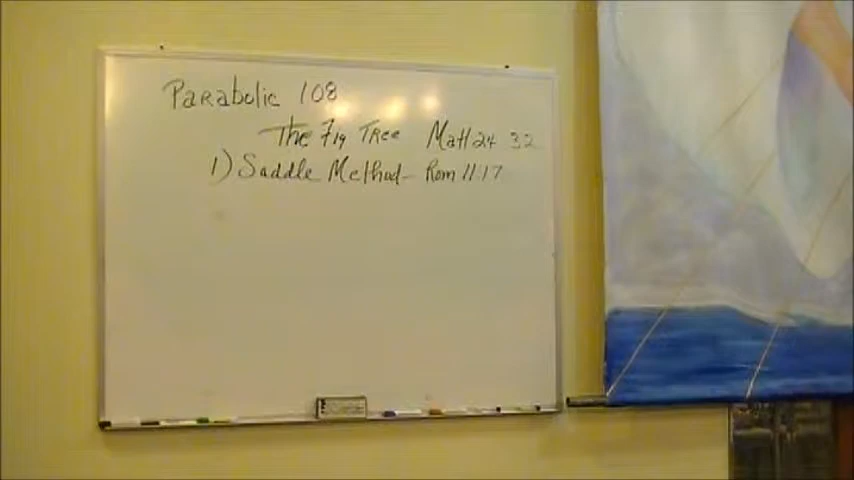 Parabolic 108
The Fig Tree Matt 24 32
1) Saddle Method - Rom 11:17